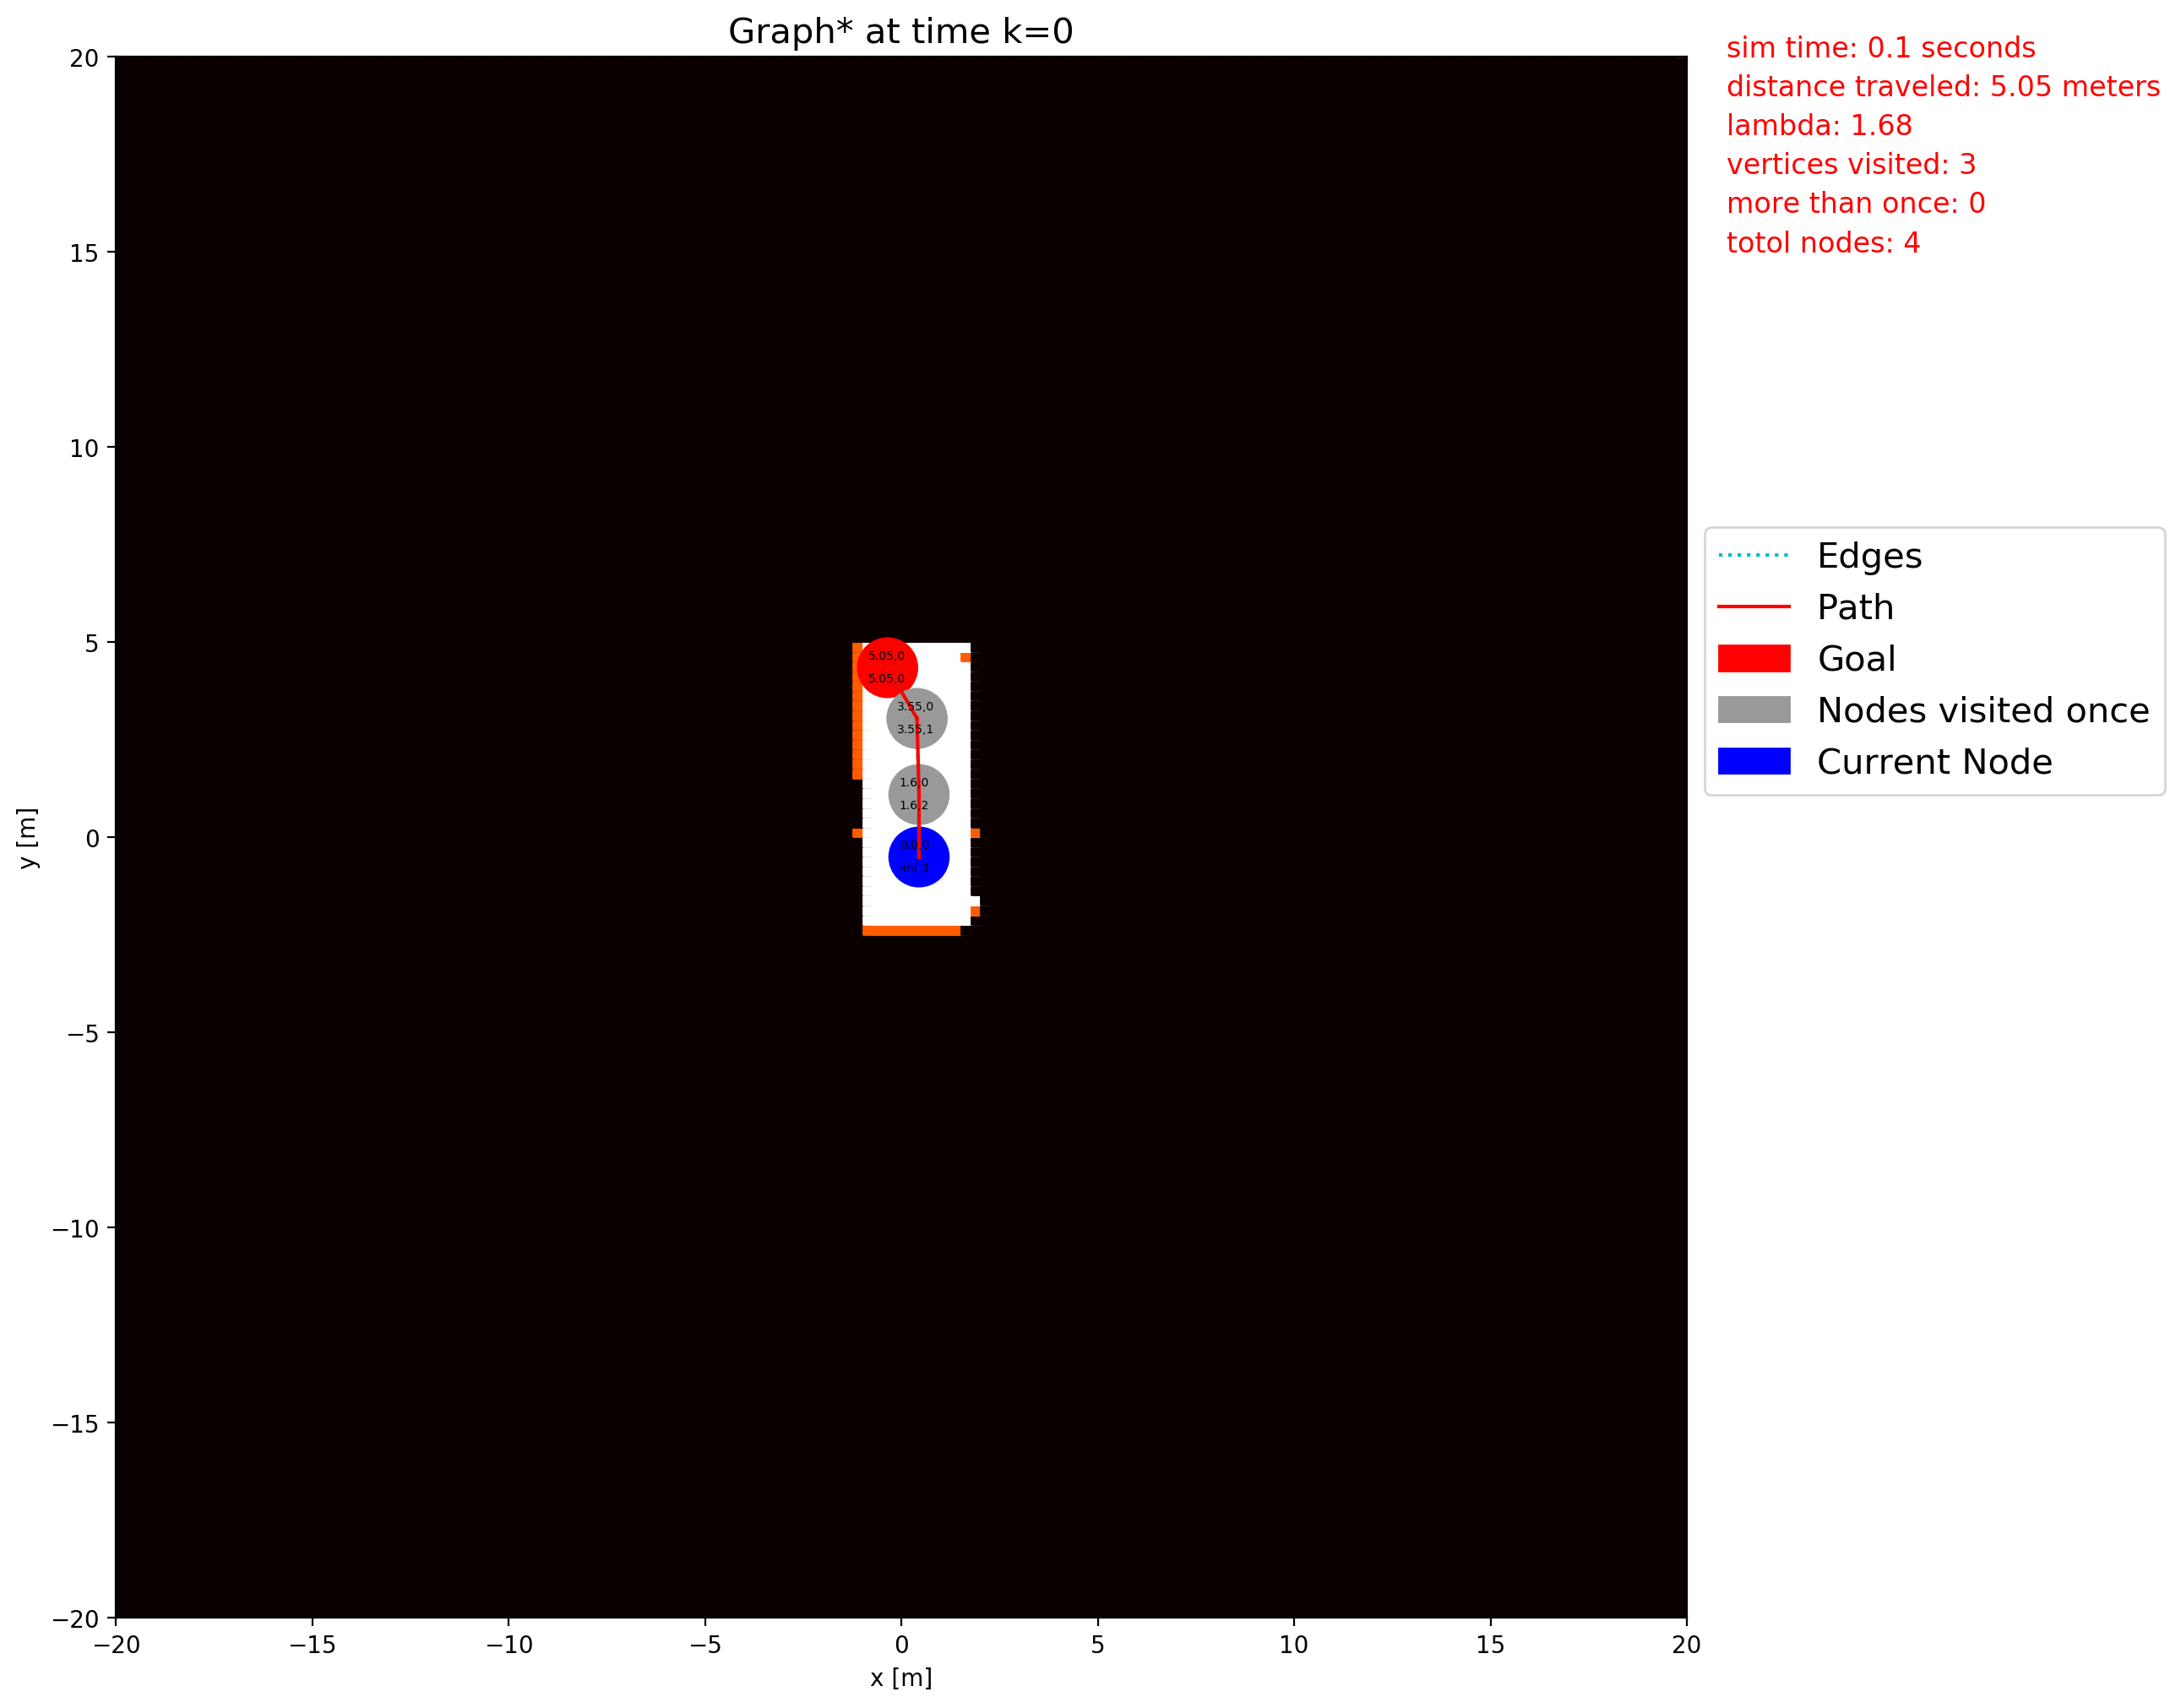 Graph* at time k=0
sim time: 0.1 seconds
distance traveled: 5.05 meters
lambda: 1.68
vertices visited: 3
more than once: 0
totol nodes: 4
20
15
10
5
0
−5
−10
−15
−20
y [m]
5.05,0
5.05,0
3.55,0
3.55,1
1.6,0
1.6,2
0.0,0
-inf,3
Edges
Path
Goal
Nodes visited once
Current Node
−20 −15 −10 −5 0 5 10 15 20
x [m]